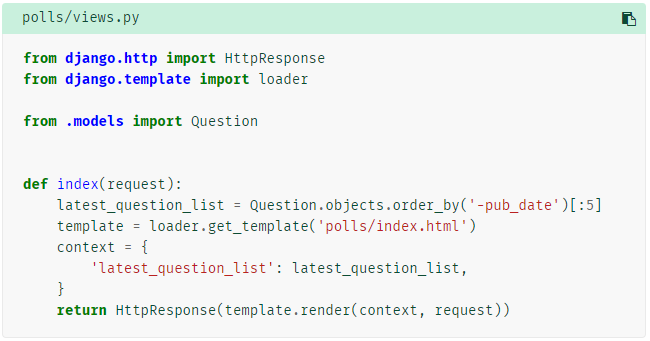 polls/views.py
from django.http import HttpResponse
from django.template import loader
from .models import Question
def index(request):
    latest_question_list = Question.objects.order_by('-pub_date')[:5]
    template = loader.get_template('polls/index.html')
    context = {
        'latest_question_list': latest_question_list,
    }
    return HttpResponse(template.render(context, request))